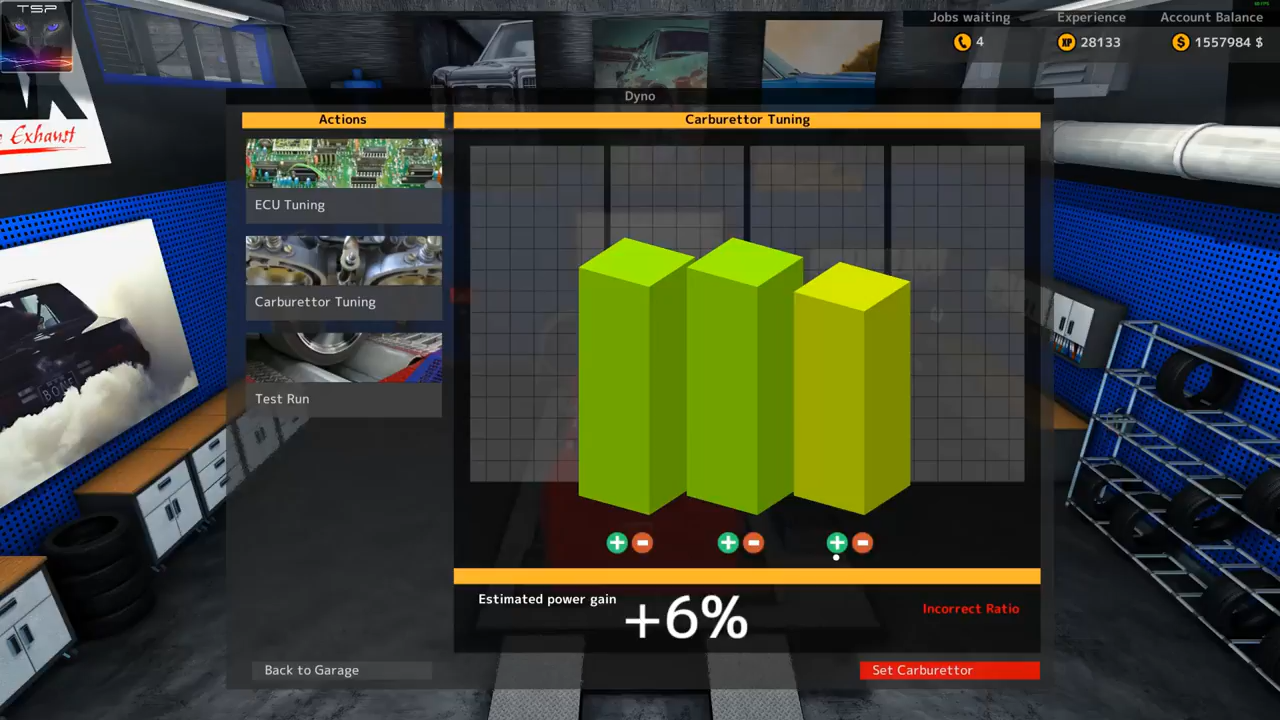 TSP
Jobs waiting
Experience
Account Balance
4
28133
1557984 $
Dyno
Actions
Carburettor Tuning
Exhaust
ECU Tuning
Carburettor Tuning
Test Run
Estimated power gain
+6%
Incorrect Ratio
Back to Garage
Set Carburettor